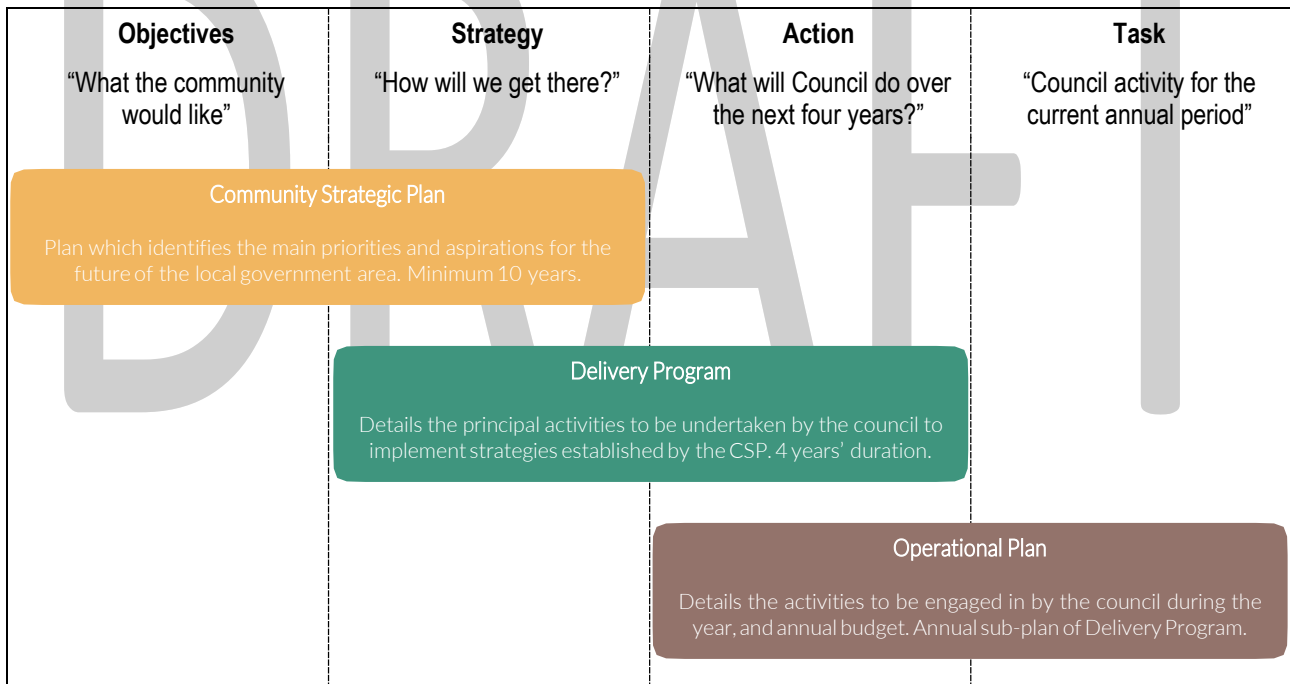 Objectives
Strategy
Action
Task
“What the community
would like”
“How will we get there?”
“What will Council do over
the next four years?”
“Council activity for the
current annual period”
Community Strategic Plan
Plan which identifies the main priorities and aspirations for the
future of the local government area. Minimum 10 years.
Delivery Program
Details the principal activities to be undertaken by the council to
implement strategies established by the CSP. 4 years’ duration.
Operational Plan
Details the activities to be engaged in by the council during the
year, and annual budget. Annual sub-plan of Delivery Program.
DRAFT